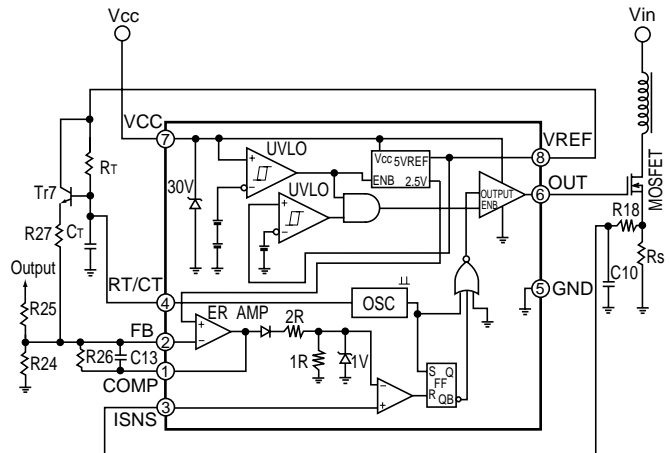 Vcc
Vin
VCC
7
UVLO
VREF
8
RT
Vcc
5VREF
ENB
2.5V
30V
UVLO
OUTPUT
ENB
6
OUT
MOSFET
Tr7
R27
CT
R18
Rs
C10
Output
RT/CT
4
OSC
5
GND
R25
FB
2
ER AMP
2R
R24
R26
C13
1
COMP
1R
1V
S Q
FF
R
QB
3
ISNS
+
−
+
−
+
−
−
+